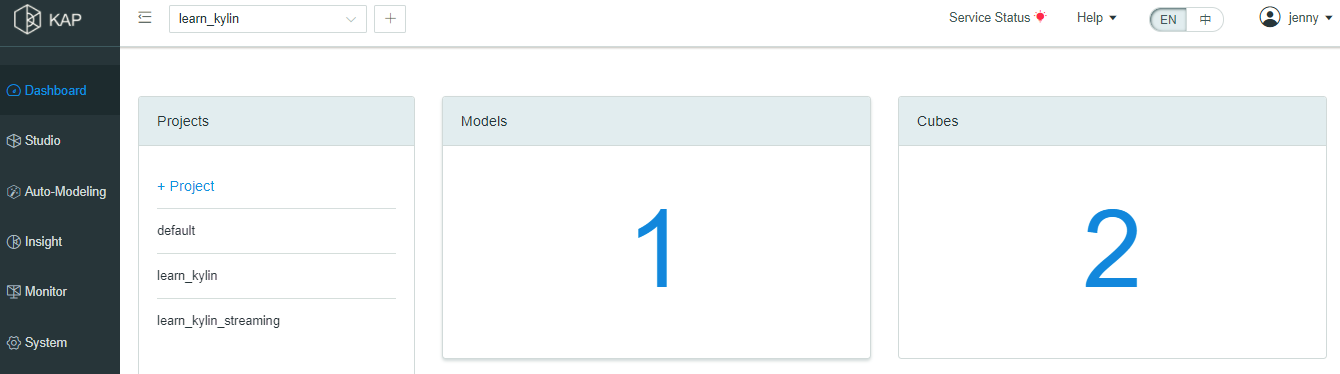 KAP
learn_kylin
Service Status
Help
EN
中
jenny
Dashboard
Studio
Auto-Modeling
Insight
Monitor
System
Projects
+ Project
default
learn_kylin
learn_kylin_streaming
Models
1
Cubes
2